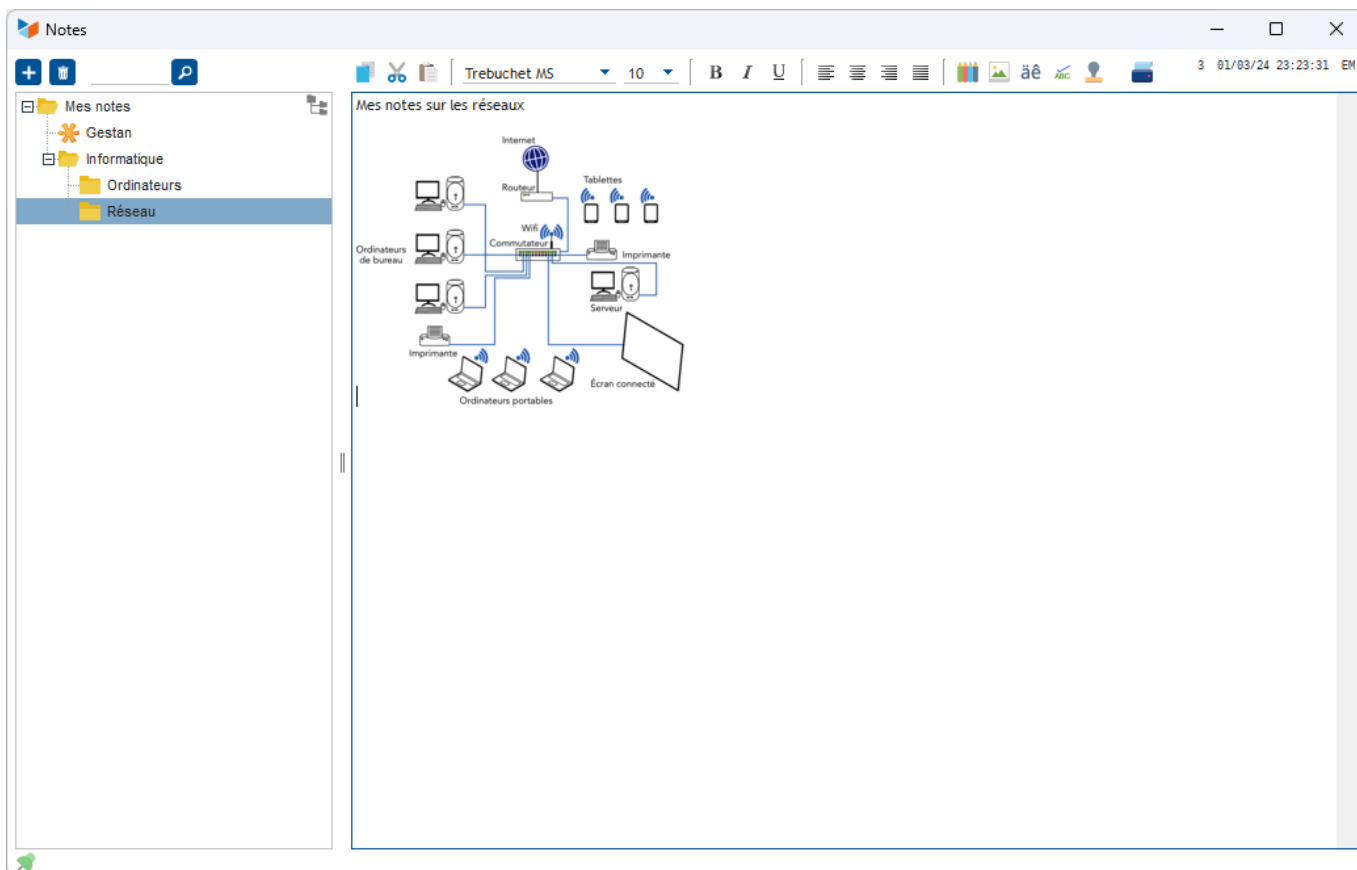 Notes
Trebuchet MS
10
B I U
äê
ABC
3 01/03/24 23:23:31 EM
Mes notes
Gestan
Informatique
Ordinateurs
Réseau
Mes notes sur les réseaux
Internet
Routeur
Tablettes
Wifi
Commutateur
Ordinateurs
de bureau
Imprimante
Serveur
Imprimante
Écran connecté
Ordinateurs portables